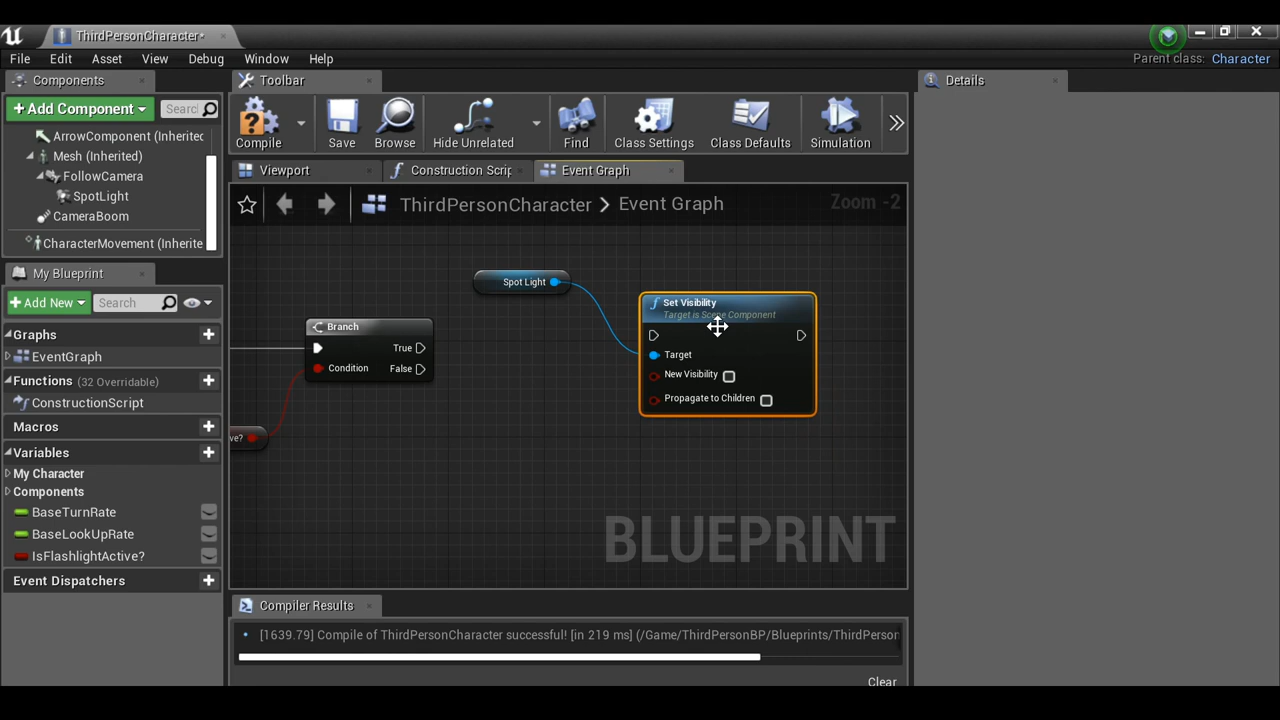 ThirdPersonCharacter*
File Edit Asset View Debug Window Help
Parent class: Character
Components
Toolbar
Details
+ Add Component
Searc
Compile
Save
Browse
Hide Unrelated
Find
Class Settings
Class Defaults
Simulation
ArrowComponent (Inheritec
Mesh (Inherited)
FollowCamera
SpotLight
CameraBoom
CharacterMovement (Inherite
Viewport
Construction Scrip
Event Graph
ThirdPersonCharacter > Event Graph
Zoom -2
My Blueprint
+ Add New
Search
Graphs
EventGraph
Functions (32 Overridable)
ConstructionScript
Macros
Variables
My Character
Components
BaseTurnRate
BaseLookUpRate
IsFlashlightActive?
Event Dispatchers
Spot Light
Set Visibility
Target is Scene Component
Target
New Visibility
Propagate to Children
Branch
True
Condition
False
ve?
BLUEPRINT
Compiler Results
[1639.79] Compile of ThirdPersonCharacter successful! [in 219 ms] (/Game/ThirdPersonBP/Blueprints/ThirdPerson
Clear